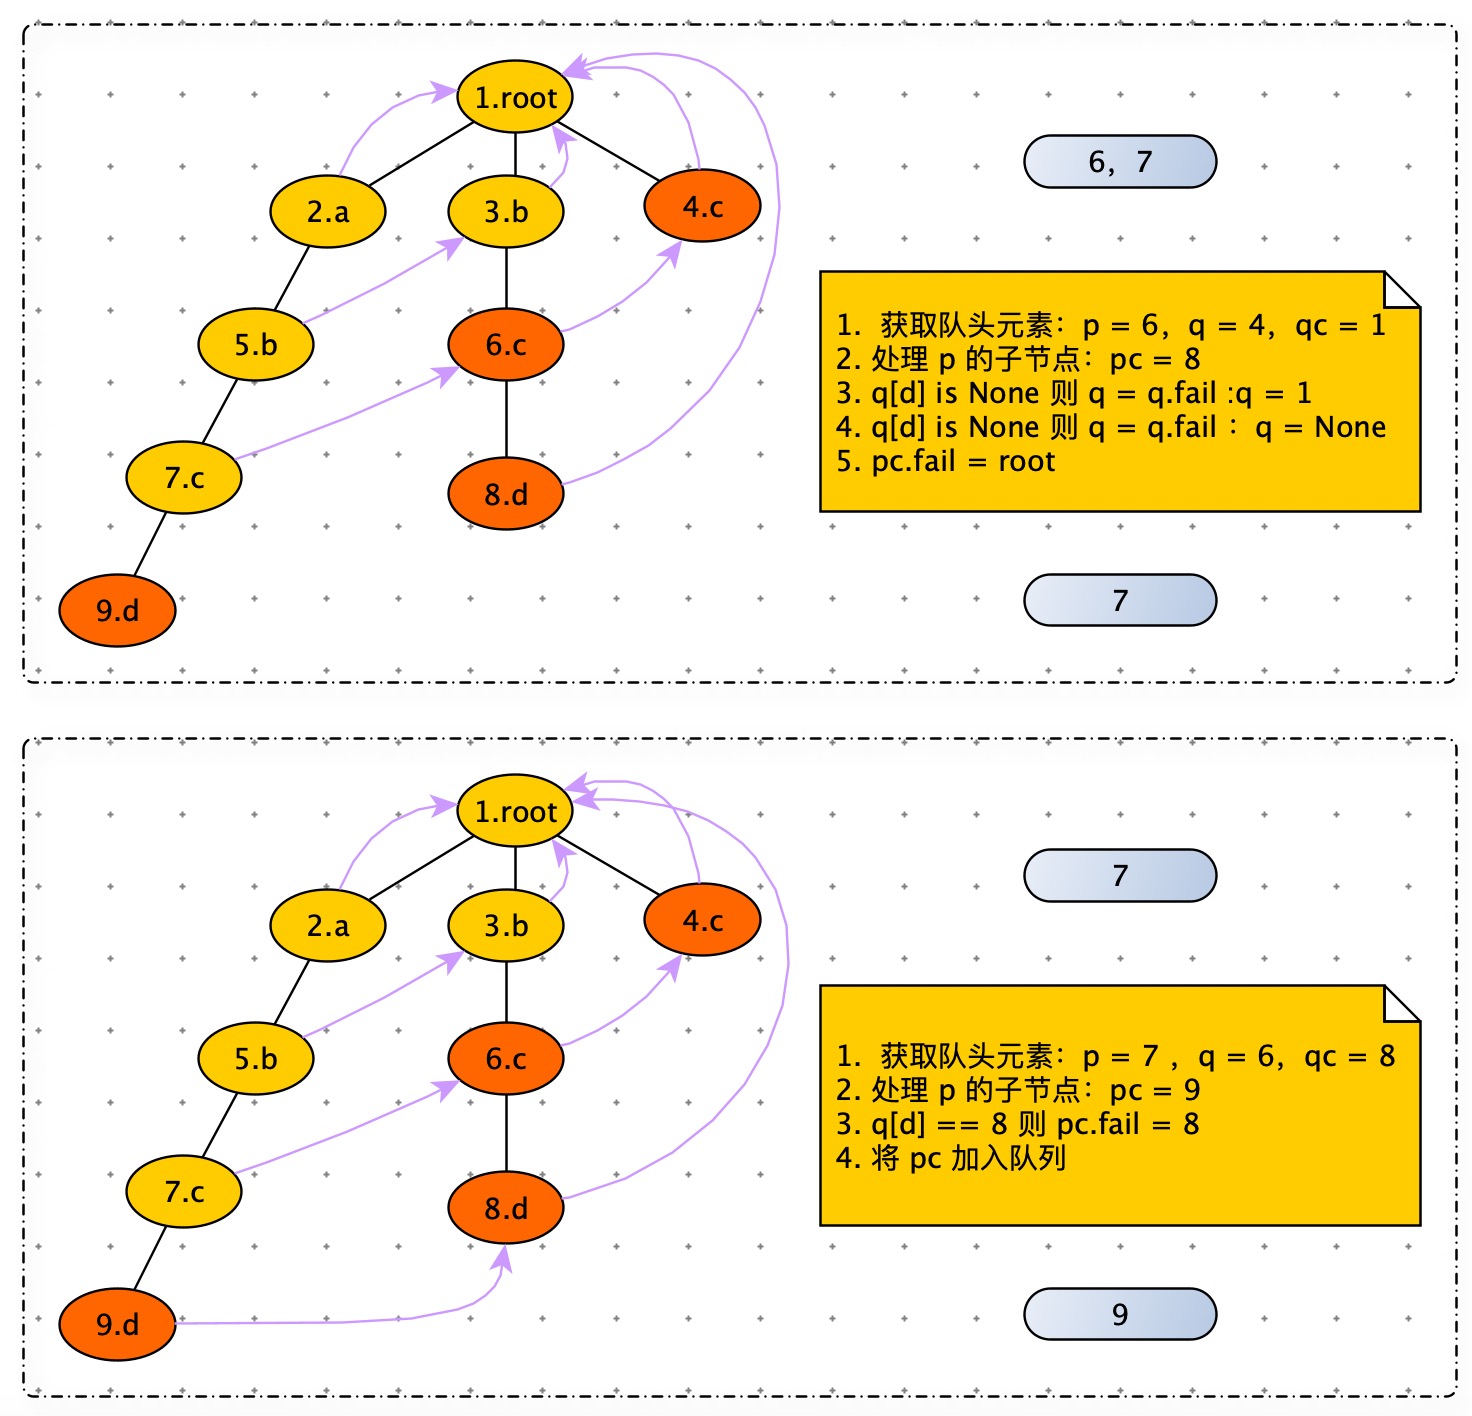 1.root
2.a
3.b
4.c
6，7
5.b
6.c
1. 获取队头元素：p = 6，q = 4，qc = 1
2. 处理 p 的子节点：pc = 8
3. q[d] is None 则 q = q.fail :q = 1
4. q[d] is None 则 q = q.fail ：q = None
5. pc.fail = root
7.c
8.d
9.d
7
1.root
2.a
3.b
4.c
7
5.b
6.c
1. 获取队头元素：p = 7 ，q = 6，qc = 8
2. 处理 p 的子节点：pc = 9
3. q[d] == 8 则 pc.fail = 8
4. 将 pc 加入队列
7.c
8.d
9.d
9